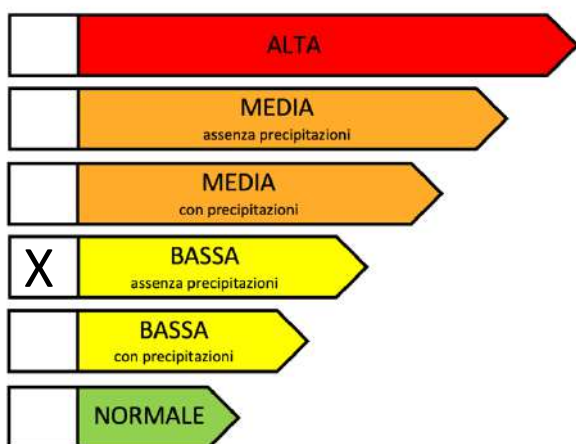 ALTA
MEDIA
assenza precipitazioni
MEDIA
con precipitazioni
X
BASSA
assenza precipitazioni
BASSA
con precipitazioni
NORMALE